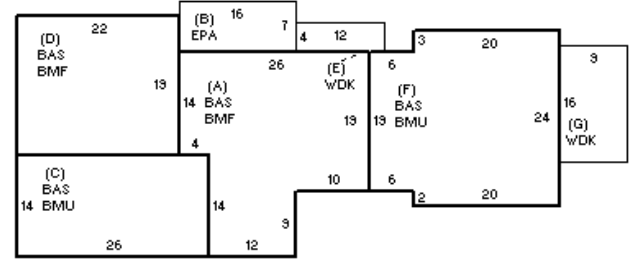 22
(D)
BAS
BMF
19
(B)
EPA
16
7
4
12
(E)
WDK
26
(A)
14 BAS
BMF
4
19
3
20
6
(F)
19 BAS
BMU
24
9
16
(G)
WDK
(C)
BAS
14 BMU
26
14
12
9
10
6
2
20